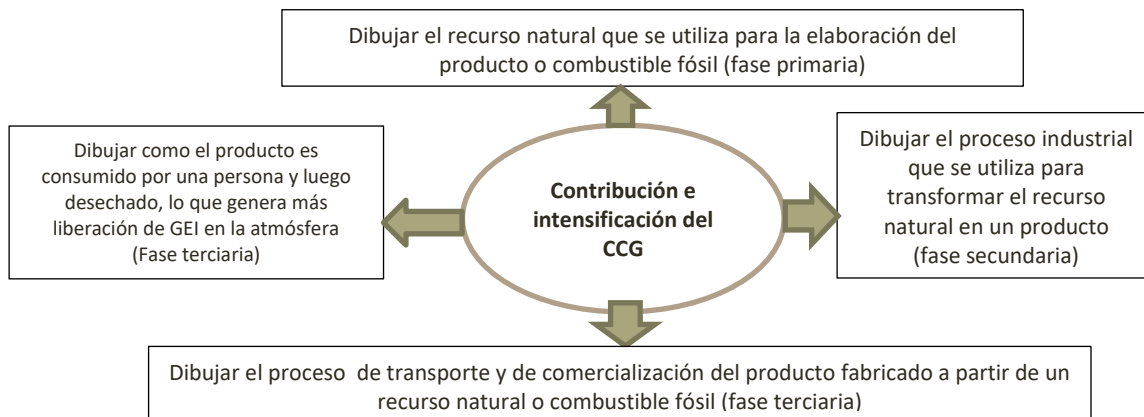 Dibujar el recurso natural que se utiliza para la elaboración del
producto o combustible fósil (fase primaria)
Dibujar como el producto es
consumido por una persona y luego
desechado, lo que genera más
liberación de GEI en la atmósfera
(Fase terciaria)
Contribución e
intensificación del
CCG
Dibujar el proceso industrial
que se utiliza para
transformar el recurso
natural en un producto
(fase secundaria)
Dibujar el proceso de transporte y de comercialización del producto fabricado a partir de un
recurso natural o combustible fósil (fase terciaria)